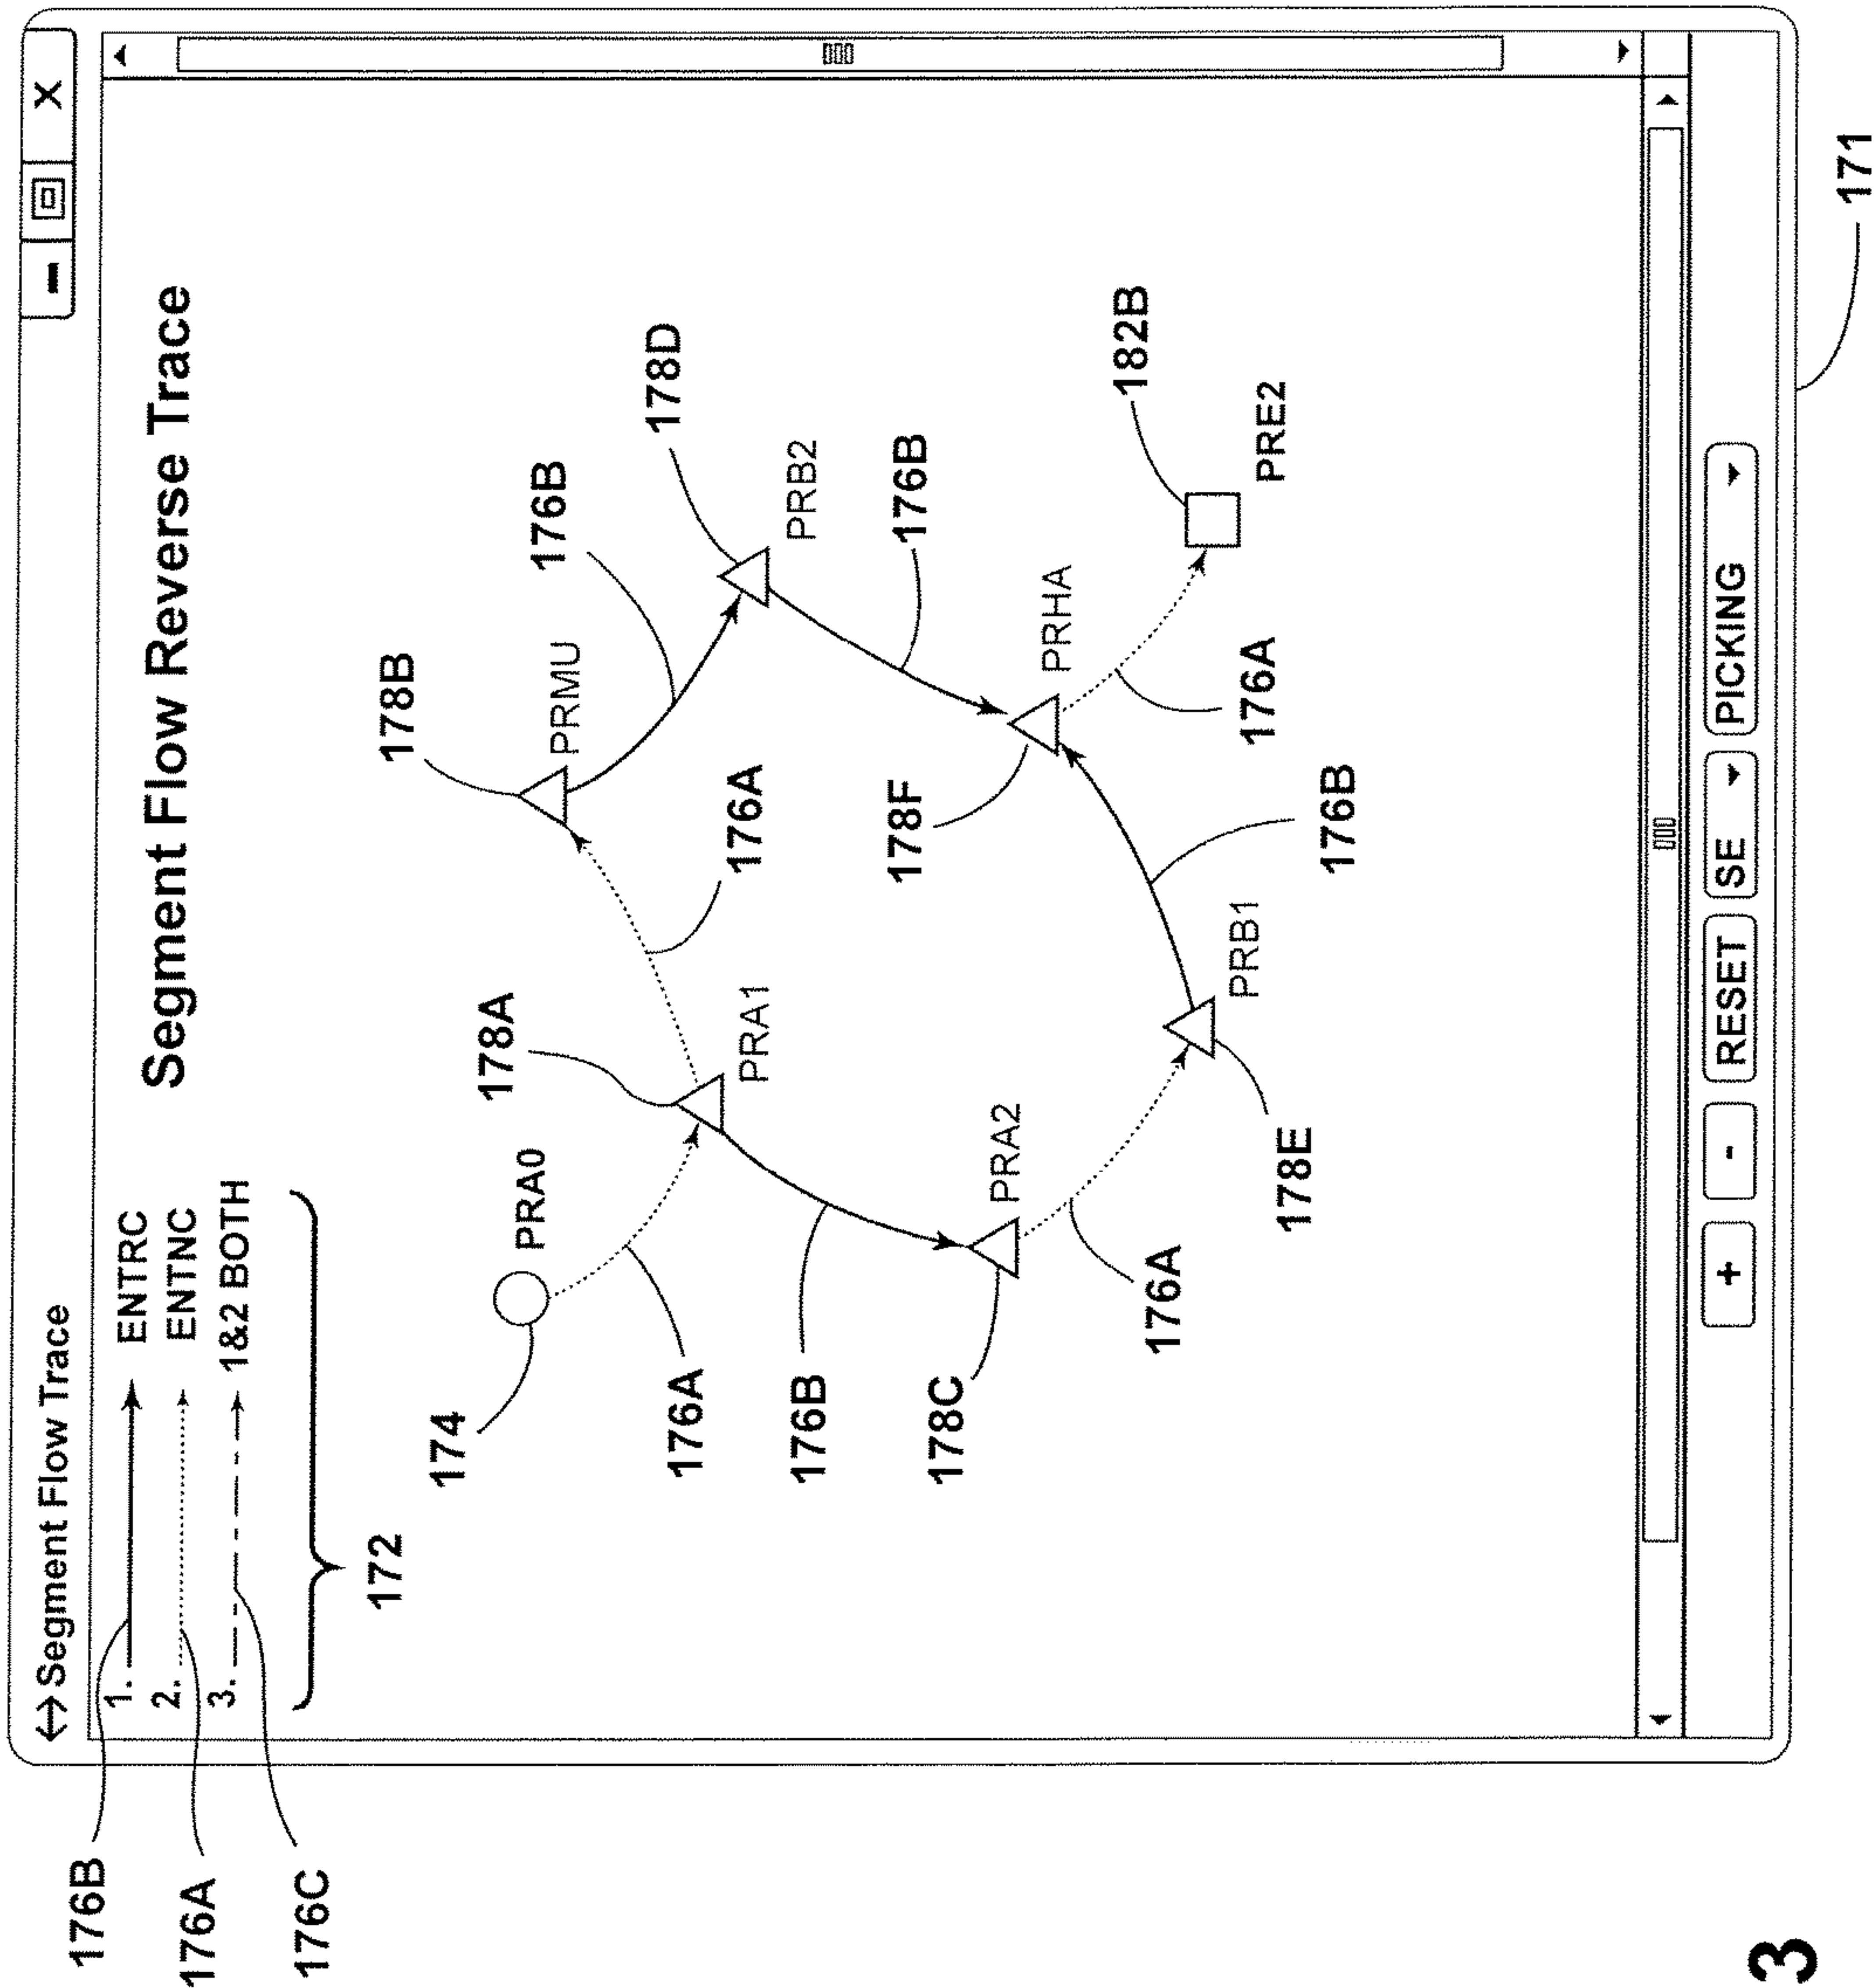 ↔Segment Flow Trace
176B
176A
176C
1. ENTRC
2. ENTNC
3. 1&2 BOTH
172
Segment Flow Reverse Trace
174
PRA0
176A
178A
PRA1
176A
178B
PRMU
176B
178D
PRB2
176B
176B
178C
PRA2
176A
178E
PRB1
176B
178F
PRHA
176A
182B
PRE2
+ - RESET SE PICKING
171
3